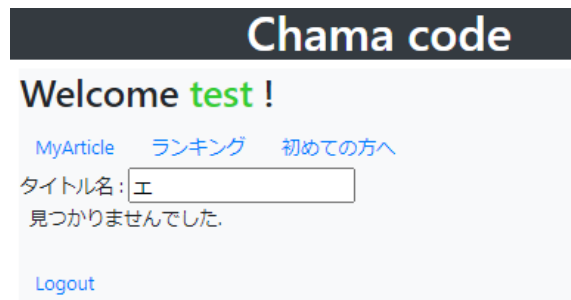 Chama code
Welcome test !
MyArticle ランキング 初めての方へ
タイトル名 : エ
見つかりませんでした.
Logout